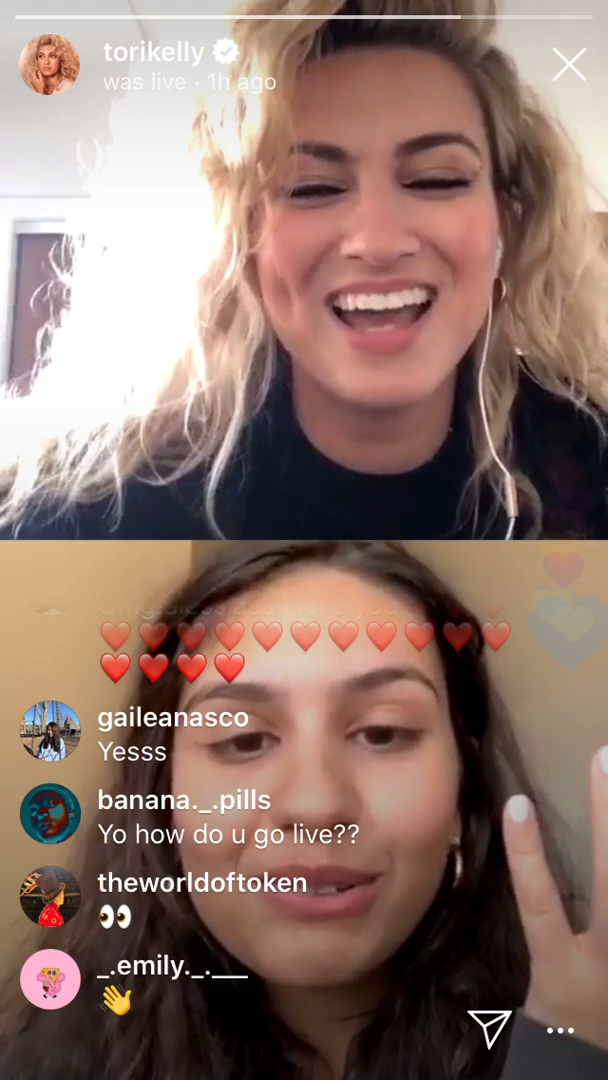 torikelly
was live · 1h ago
❤️❤️❤️❤️❤️❤️❤️❤️❤️❤️❤️
❤️❤️❤️❤️
gaileanasco
Yesss
banana._.pills
Yo how do u go live??
theworldoftoken
👀
_.emily._.___
👋